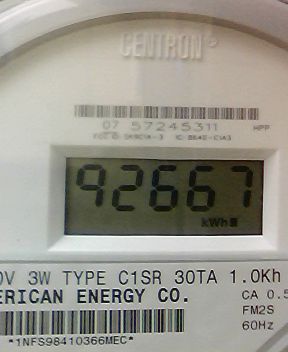 CENTRON®
07 57245311 HPP
92667
kWh
0V 3W TYPE C1SR 30TA 1.0Kh
ERICAN ENERGY CO. CA 0.5
FM2S
60Hz
*1NFS98410366MEC*